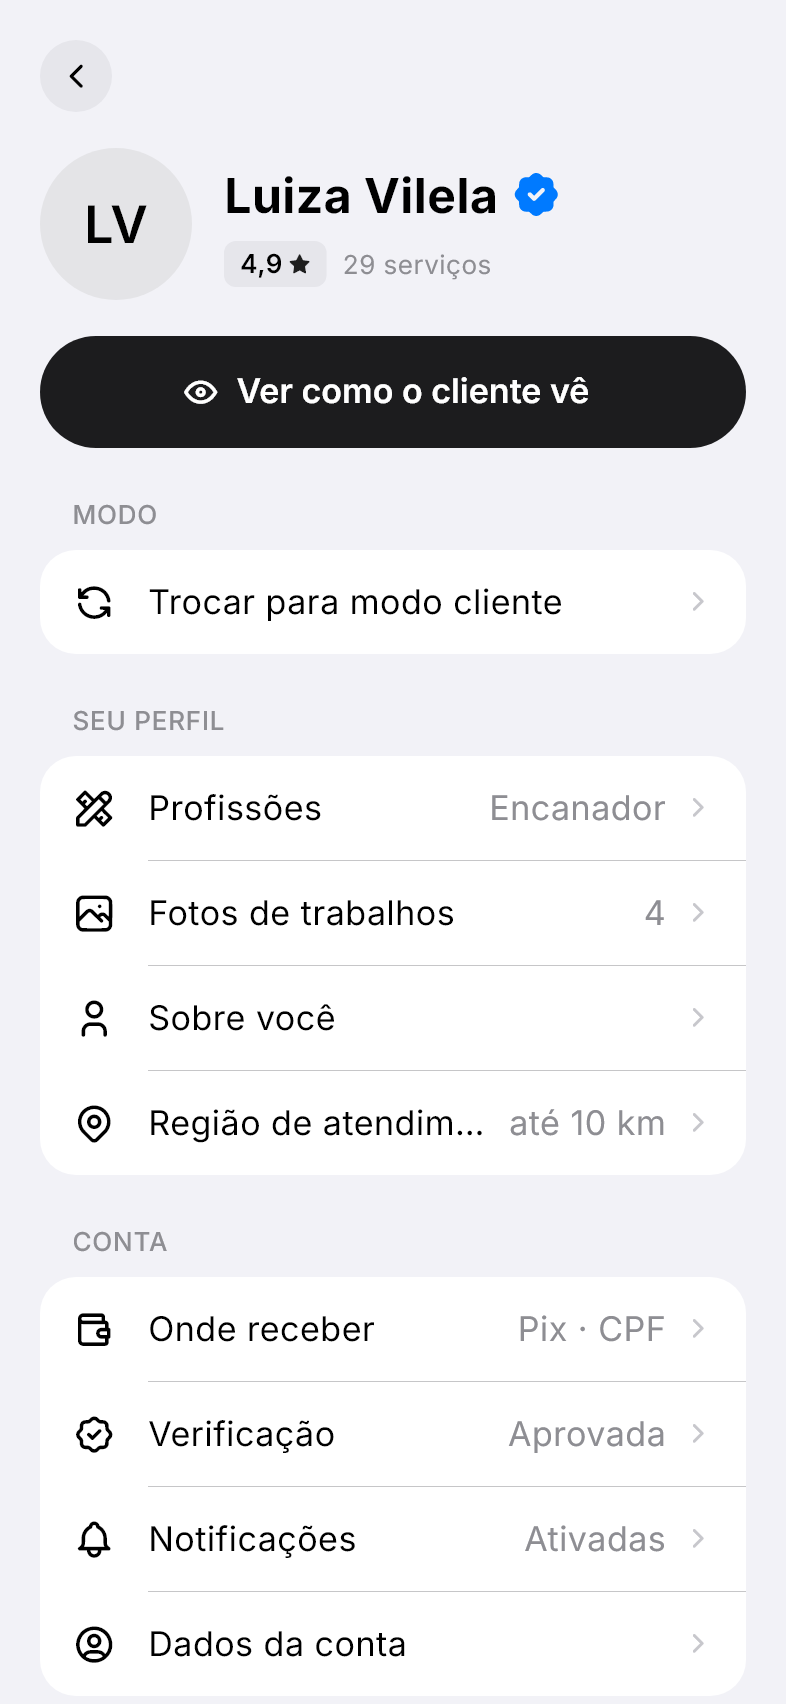 LV
Luiza Vilela
4,9 ★ 29 serviços
Ver como o cliente vê
MODO
Trocar para modo cliente
SEU PERFIL
Profissões Encanador
Fotos de trabalhos 4
Sobre você
Região de atendim... até 10 km
CONTA
Onde receber Pix · CPF
Verificação Aprovada
Notificações Ativadas
Dados da conta